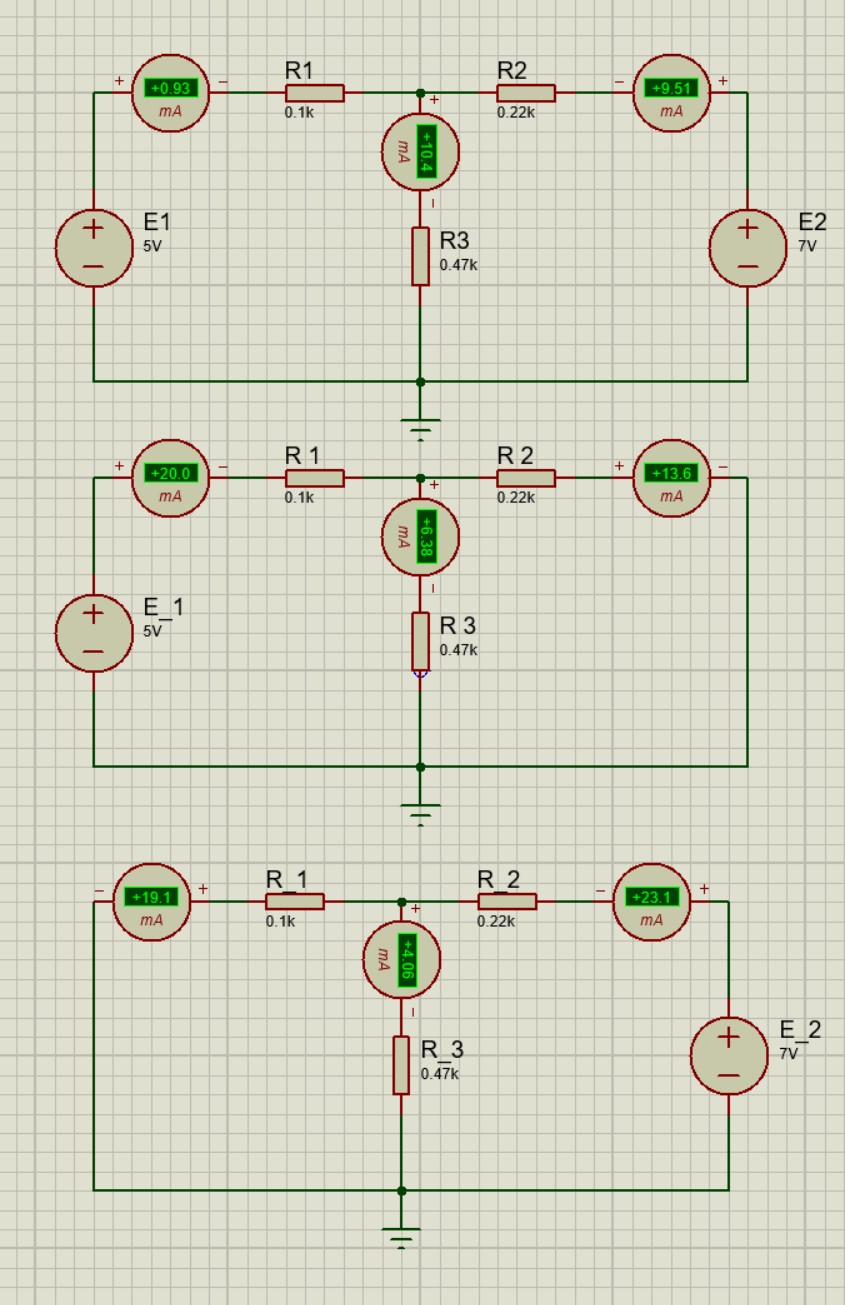 R1
R2
+ +0.93 −
− +9.51 +
mA
mA
0.1k
0.22k
+
+10.4
mA
−
E1
5V
+
−
R3
0.47k
E2
7V
+
−
R 1
R 2
+ +20.0 −
+ +13.6 −
mA
mA
0.1k
0.22k
+
+6.38
mA
−
E_1
5V
+
−
R 3
0.47k
R_1
R_2
− +19.1 +
− +23.1 +
mA
mA
0.1k
0.22k
+
+4.06
mA
−
R_3
0.47k
E_2
7V
+
−